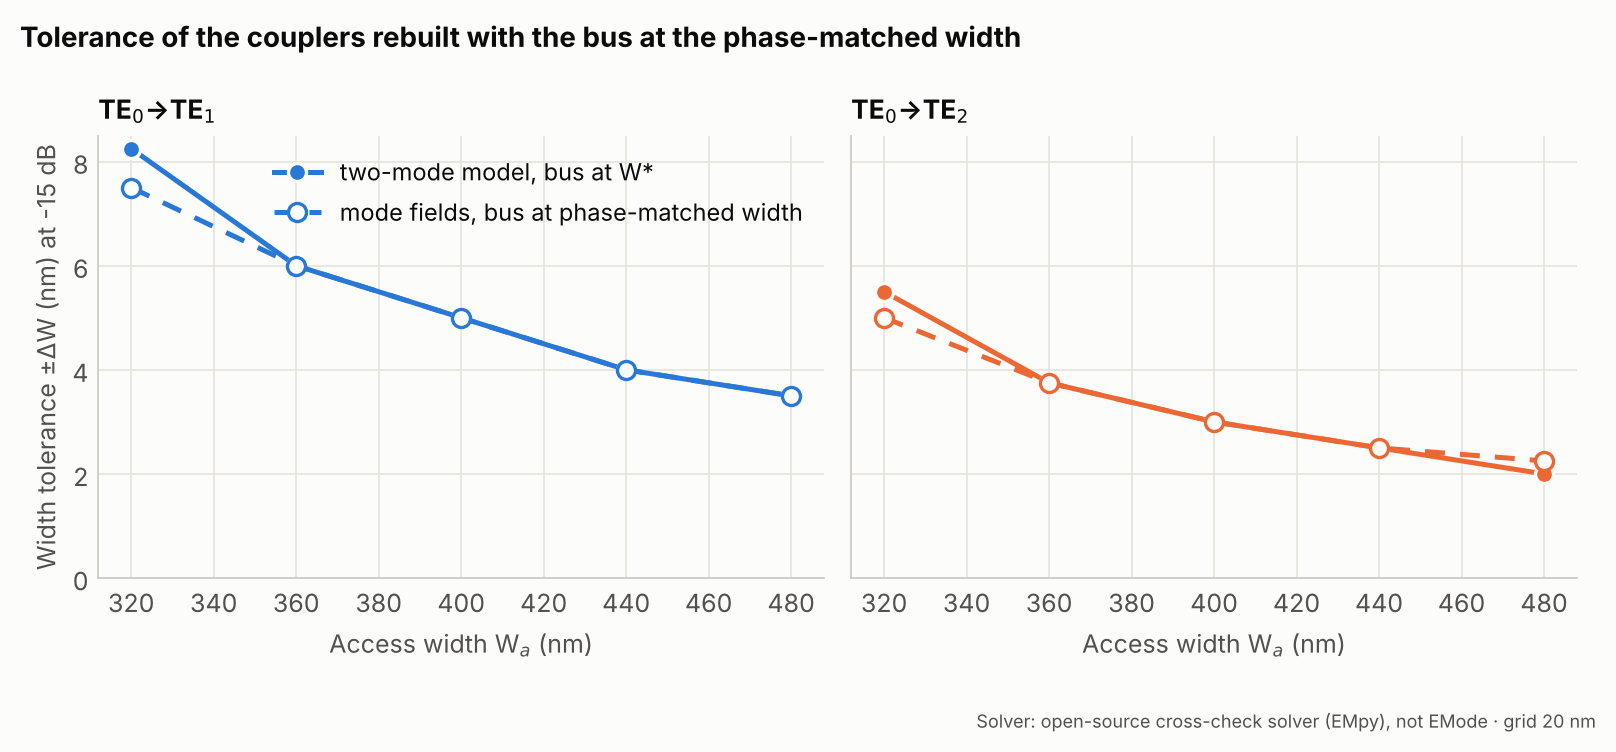 Tolerance of the couplers rebuilt with the bus at the phase-matched width
TE₀→TE₁
TE₀→TE₂
Width tolerance ±ΔW (nm) at -15 dB
8
6
4
2
0
two-mode model, bus at W*
mode fields, bus at phase-matched width
320 340 360 380 400 420 440 460 480
320 340 360 380 400 420 440 460 480
Access width Wₐ (nm)
Access width Wₐ (nm)
Solver: open-source cross-check solver (EMpy), not EMode · grid 20 nm